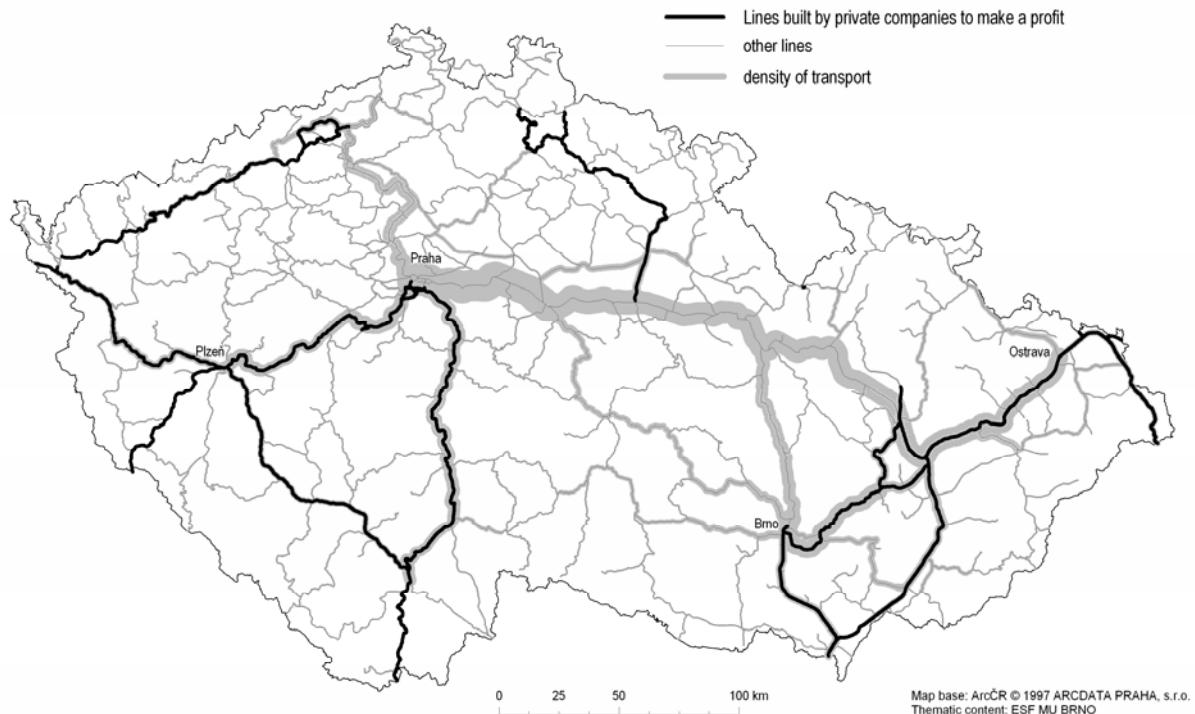 Lines built by private companies to make a profit
other lines
density of transport
Praha
Plzeň
Ostrava
Brno
0 25 50 100 km
Map base: ArcČR © 1997 ARCDATA PRAHA, s.r.o.
Thematic content: ESF MU BRNO